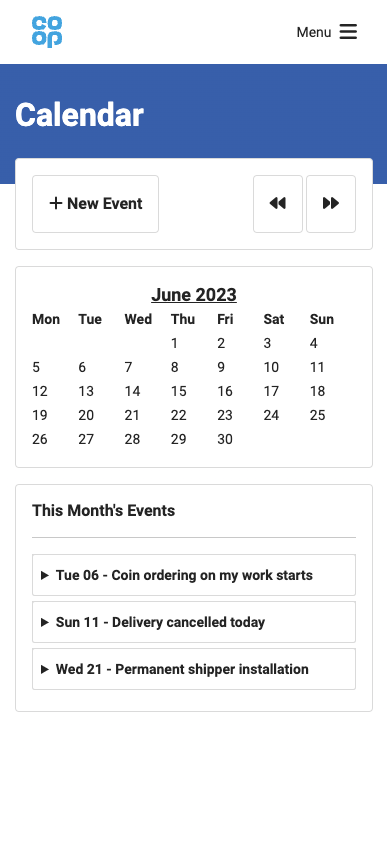 co
op
Menu
Calendar
New Event
June 2023
Mon Tue Wed Thu Fri Sat Sun
1 2 3 4
5 6 7 8 9 10 11
12 13 14 15 16 17 18
19 20 21 22 23 24 25
26 27 28 29 30
This Month's Events
Tue 06 - Coin ordering on my work starts
Sun 11 - Delivery cancelled today
Wed 21 - Permanent shipper installation